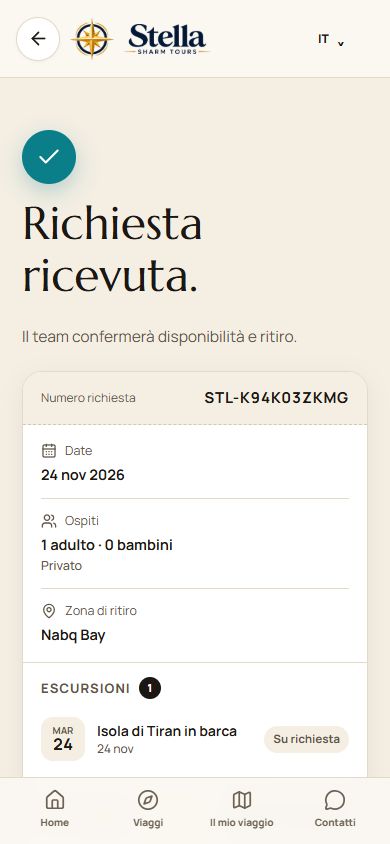 Stella
SHARM TOURS
IT
Richiesta
ricevuta.
Il team confermerà disponibilità e ritiro.
Numero richiesta STL-K94K03ZKMG
Date
24 nov 2026
Ospiti
1 adulto · 0 bambini
Privato
Zona di ritiro
Nabq Bay
ESCURSIONI 1
MAR
24
Isola di Tiran in barca
24 nov
Su richiesta
Home
Viaggi
Il mio viaggio
Contatti